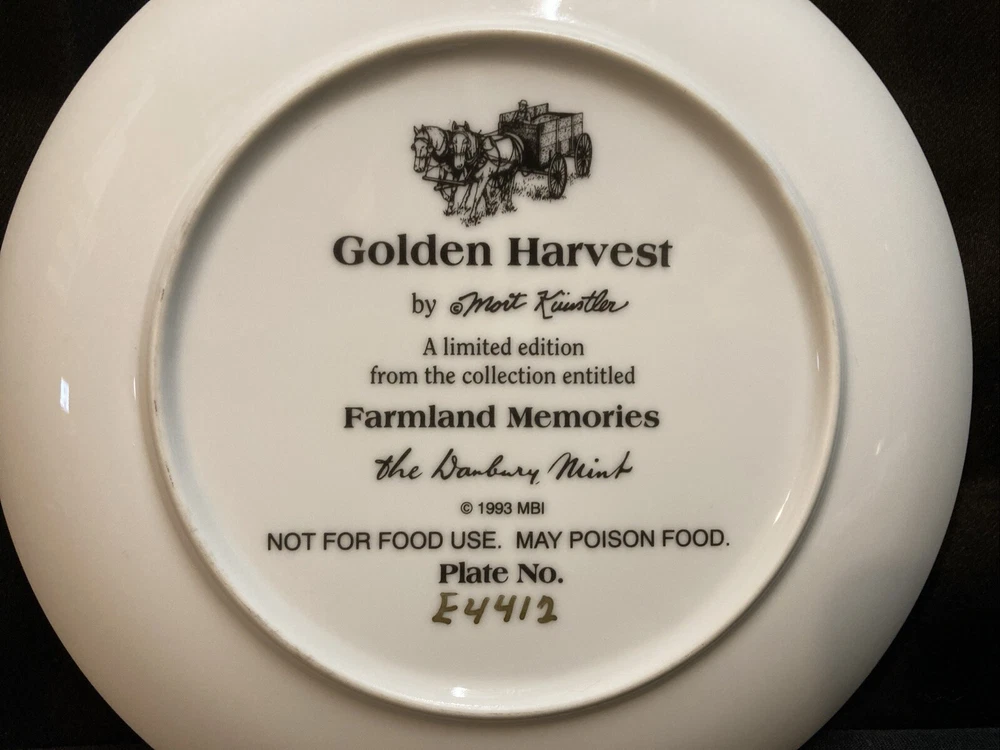 Golden Harvest
by © Mort Künstler
A limited edition
from the collection entitled
Farmland Memories
the Danbury Mint
© 1993 MBI
NOT FOR FOOD USE. MAY POISON FOOD.
Plate No.
E4412